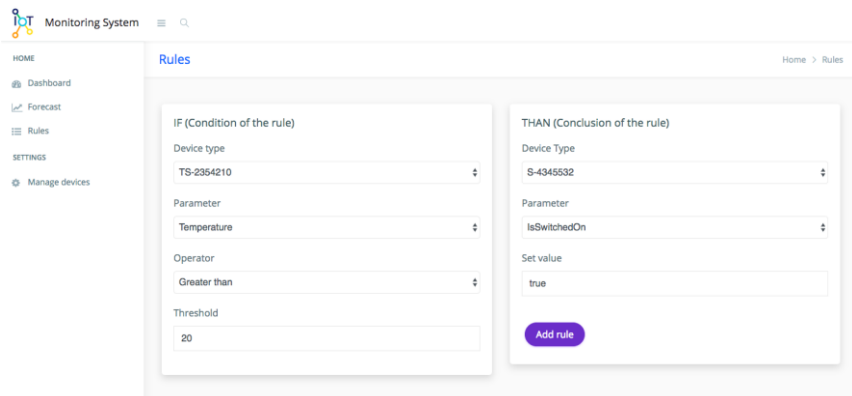 IoT Monitoring System
HOME
Dashboard
Forecast
Rules
SETTINGS
Manage devices
Rules
Home > Rules
IF (Condition of the rule)
Device type
TS-2354210
Parameter
Temperature
Operator
Greater than
Threshold
20
THAN (Conclusion of the rule)
Device Type
S-4345532
Parameter
IsSwitchedOn
Set value
true
Add rule